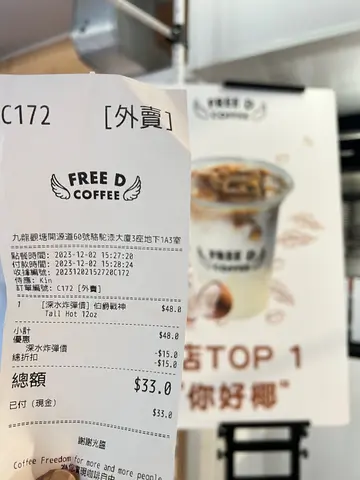 C172 [外賣]
FREE D
COFFEE
九龍觀塘開源道60號駱駝漆大廈3座地下1A3室
點餐時間: 2023-12-02 15:27:20
付款時間: 2023-12-02 15:28:24
收據編號: 20231202152720C172
侍應: Kin
訂單編號: C172 [外賣]
1 [深水炸彈價] 伯爵戰神 $48.0
Tall Hot 12oz
小計 $48.0
優惠
深水炸彈價 -$15.0
總折扣 -$15.0
總額 $33.0
已付 (現金) $33.0
謝謝光臨
Coffee Freedom for more and more people
FREE D
COFFEE
店TOP 1
"你好椰"